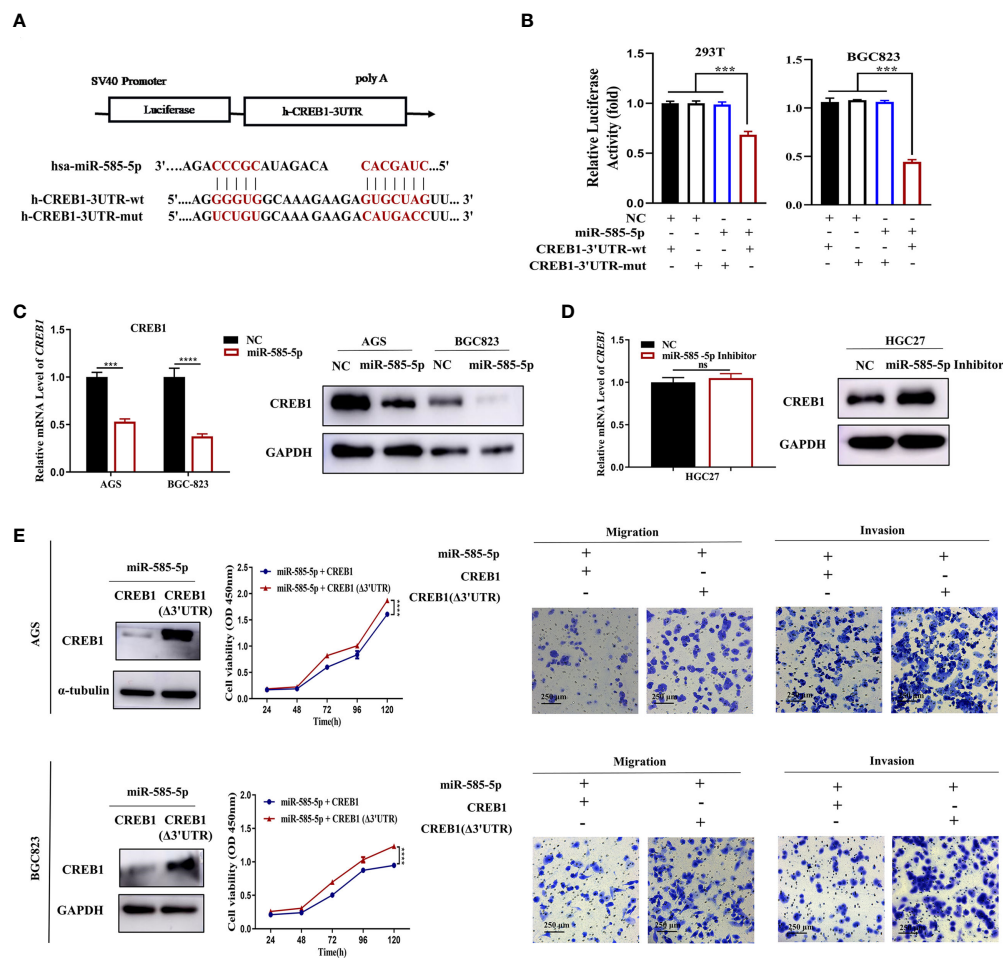 A
SV40 Promoter
poly A
Luciferase
h-CREB1-3UTR
hsa-miR-585-5p 3'....AGACCCGCAUAGACA CACGAUC...5'
h-CREB1-3UTR-wt 5'....AGGGGUGGCAAAGAAGAGUGCUAGUU... 3'
h-CREB1-3UTR-mut 5'....AGUCUGUGCAAAGAAGACAUGACCUU... 3'
B
293T
BGC823
Relative Luciferase
Activity (fold)
1.5
1.0
0.5
0.0
***
1.5
1.0
0.5
0.0
***
NC + + - - + + - -
miR-585-5p - - + + - - + +
CREB1-3'UTR-wt + - - + + - - +
CREB1-3'UTR-mut - + + - - + + -
C
CREB1
Relative mRNA Level of CREB1
1.5
1.0
0.5
0.0
*** ****
NC
miR-585-5p
AGS BGC-823
AGS BGC823
NC miR-585-5p NC miR-585-5p
CREB1
GAPDH
D
Relative mRNA Level of CREB1
1.5
1.0
0.5
0.0
NC
miR-585 -5p Inhibitor
ns
HGC27
HGC27
NC miR-585-5p Inhibitor
CREB1
GAPDH
E
AGS
miR-585-5p
CREB1 CREB1
(Δ3'UTR)
CREB1
α-tubulin
Cell viability (OD 450nm)
2.5
2.0
1.5
1.0
0.5
0.0
miR-585-5p + CREB1
miR-585-5p + CREB1 (Δ3'UTR)
****
24 48 72 96 120
Time(h)
Migration Invasion
miR-585-5p + + + +
CREB1 + - + -
CREB1(Δ3'UTR) - + - +
250 μm
250 μm
250 μm
250 μm
BGC823
miR-585-5p
CREB1 CREB1
(Δ3'UTR)
CREB1
GAPDH
Cell viability (OD 450nm)
2.0
1.5
1.0
0.5
0.0
miR-585-5p + CREB1
miR-585-5p + CREB1 (Δ3'UTR)
****
24 48 72 96 120
Time(h)
Migration Invasion
miR-585-5p + + + +
CREB1 + - + -
CREB1(Δ3'UTR) - + - +
250 μm
250 μm
250 μm
250 μm